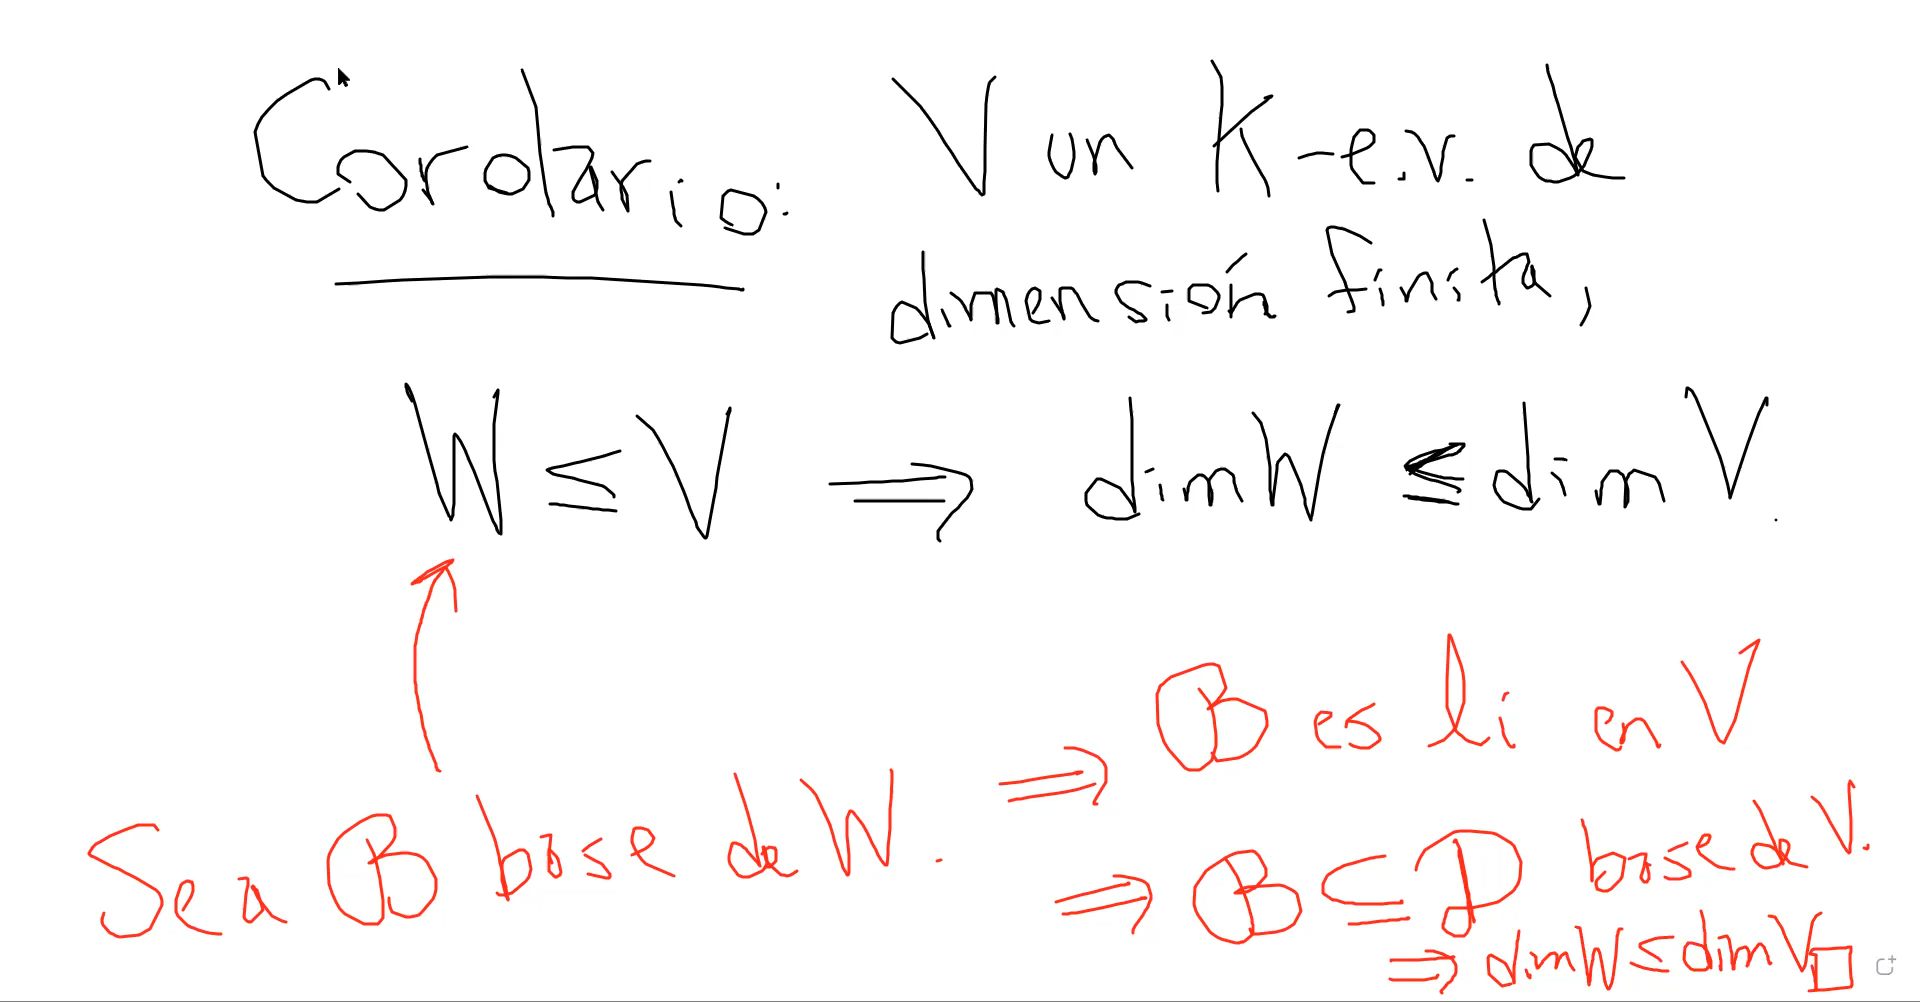 Corolario: V un K-e.v. de
dimensión finita,
W ≤ V ⟹ dim W ≤ dim V.
Sea B base de W. ⟹ B es li en V
⟹ B ⊆ D base de V.
⟹ dim W ≤ dim V □